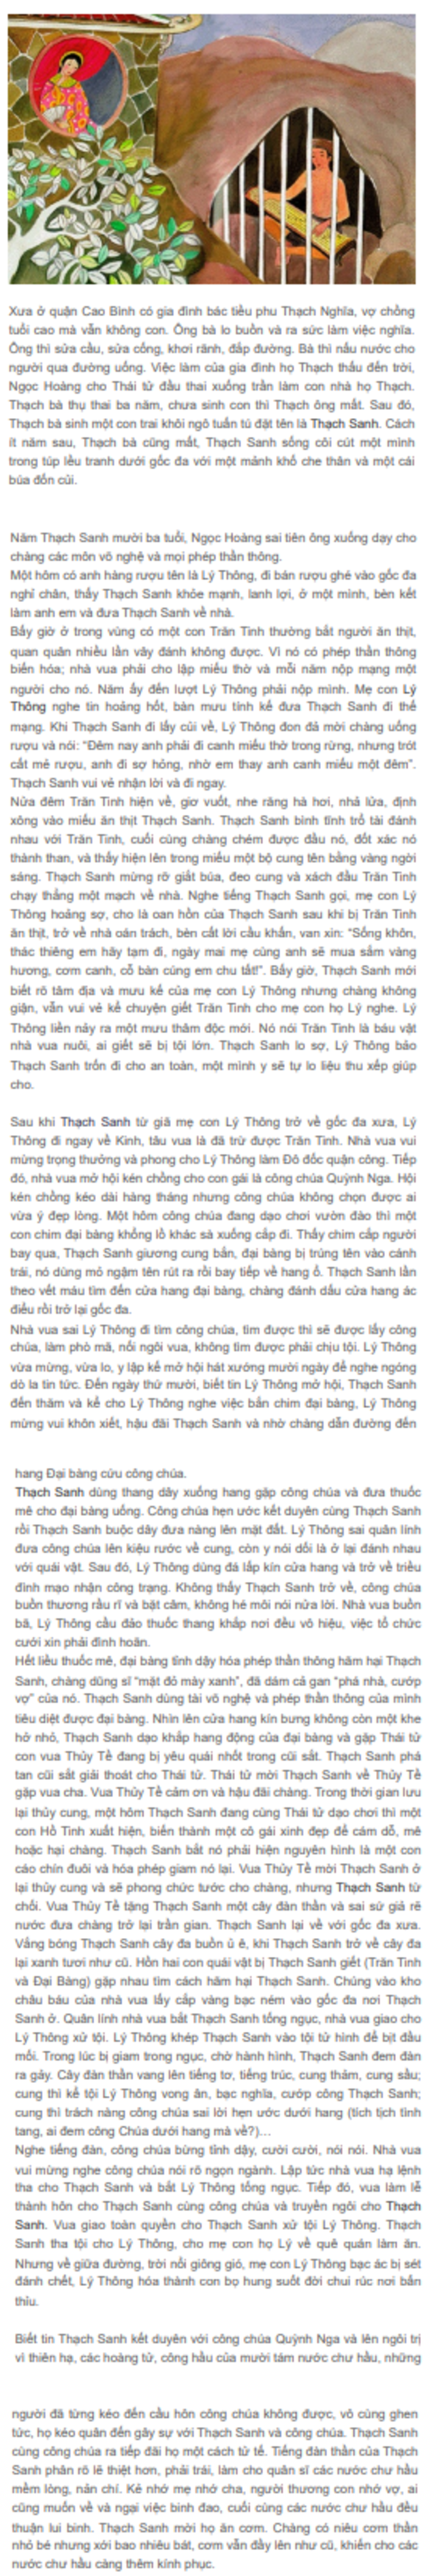 Xưa ở quận Cao Bình có gia đình bác tiều phu Thạch Nghĩa, vợ chồng
tuổi cao mà vẫn không con. Ông bà lo buồn và ra sức làm việc nghĩa.
Ông thì sửa cầu, sửa cống, khơi rãnh, đắp đường. Bà thì nấu nước cho
người qua đường uống. Việc làm của gia đình họ Thạch thấu đến trời,
Ngọc Hoàng cho Thái tử đầu thai xuống trần làm con nhà họ Thạch.
Thạch bà thụ thai ba năm, chưa sinh con thì Thạch ông mất. Sau đó,
Thạch bà sinh một con trai khôi ngô tuấn tú đặt tên là Thạch Sanh. Cách
ít năm sau, Thạch bà cũng mất, Thạch Sanh sống côi cút một mình
trong túp lều tranh dưới gốc đa với một mảnh khố che thân và một cái
búa đốn củi.
Năm Thạch Sanh mười ba tuổi, Ngọc Hoàng sai tiên ông xuống dạy cho
chàng các môn võ nghệ và mọi phép thần thông.
Một hôm có anh hàng rượu tên là Lý Thông, đi bán rượu ghé vào gốc đa
nghỉ chân, thấy Thạch Sanh khỏe mạnh, lanh lợi, ở một mình, bèn kết
làm anh em và đưa Thạch Sanh về nhà.
Bấy giờ ở trong vùng có một con Trăn Tinh thường bắt người ăn thịt,
quan quân nhiều lần vây đánh không được. Vì nó có phép thần thông
biến hóa; nhà vua phải cho lập miếu thờ và mỗi năm nộp mạng một
người cho nó. Năm ấy đến lượt Lý Thông phải nộp mình. Mẹ con Lý
Thông nghe tin hoảng hốt, bàn mưu tính kế đưa Thạch Sanh đi thế
mạng. Khi Thạch Sanh đi lấy củi về, Lý Thông đon đả mời chàng uống
rượu và nói: “Đêm nay anh phải đi canh miếu thờ trong rừng, nhưng trót
cất mẻ rượu, anh đi sợ hỏng, nhờ em thay anh canh miếu một đêm”.
Thạch Sanh vui vẻ nhận lời và đi ngay.
Nửa đêm Trăn Tinh hiện về, giơ vuốt, nhe răng hà hơi, nhả lửa, định
xông vào miếu ăn thịt Thạch Sanh. Thạch Sanh bình tĩnh trổ tài đánh
nhau với Trăn Tinh, cuối cùng chàng chém được đầu nó, đốt xác nó
thành than, và thấy hiện lên trong miếu một bộ cung tên bằng vàng ngời
sáng. Thạch Sanh mừng rỡ giắt búa, đeo cung và xách đầu Trăn Tinh
chạy thẳng một mạch về nhà. Nghe tiếng Thạch Sanh gọi, mẹ con Lý
Thông hoảng sợ, cho là oan hồn của Thạch Sanh sau khi bị Trăn Tinh
ăn thịt, trở về nhà oán trách, bèn cất lời cầu khấn, van xin: “Sống khôn,
thác thiêng em hãy tạm đi, ngày mai mẹ cùng anh sẽ mua sắm vàng
hương, cơm canh, cỗ bàn cúng em chu tất!”. Bấy giờ, Thạch Sanh mới
biết rõ tâm địa và mưu kế của mẹ con Lý Thông nhưng chàng không
giận, vẫn vui vẻ kể chuyện giết Trăn Tinh cho mẹ con họ Lý nghe. Lý
Thông liền nảy ra một mưu thâm độc mới. Nó nói Trăn Tinh là báu vật
nhà vua nuôi, ai giết sẽ bị tội lớn. Thạch Sanh lo sợ, Lý Thông bảo
Thạch Sanh trốn đi cho an toàn, một mình y sẽ tự lo liệu thu xếp giúp
cho.
Sau khi Thạch Sanh từ giã mẹ con Lý Thông trở về gốc đa xưa, Lý
Thông đi ngay về Kinh, tâu vua là đã trừ được Trăn Tinh. Nhà vua vui
mừng trọng thưởng và phong cho Lý Thông làm Đô đốc quận công. Tiếp
đó, nhà vua mở hội kén chồng cho con gái là công chúa Quỳnh Nga. Hội
kén chồng kéo dài hàng tháng nhưng công chúa không chọn được ai
vừa ý đẹp lòng. Một hôm công chúa đang dạo chơi vườn đào thì một
con chim đại bàng khổng lồ khác sà xuống cắp đi. Thấy chim cắp người
bay qua, Thạch Sanh giương cung bắn, đại bàng bị trúng tên vào cánh
trái, nó dùng mỏ ngậm tên rút ra rồi bay tiếp về hang ổ. Thạch Sanh lần
theo vết máu tìm đến cửa hang đại bàng, chàng đánh dấu cửa hang ác
điểu rồi trở lại gốc đa.
Nhà vua sai Lý Thông đi tìm công chúa, tìm được thì sẽ được lấy công
chúa, làm phò mã, nối ngôi vua, không tìm được phải chịu tội. Lý Thông
vừa mừng, vừa lo, y lập kế mở hội hát xướng mười ngày để nghe ngóng
dò la tin tức. Đến ngày thứ mười, biết tin Lý Thông mở hội, Thạch Sanh
đến thăm và kể cho Lý Thông nghe việc bắn chim đại bàng, Lý Thông
mừng vui khôn xiết, hậu đãi Thạch Sanh và nhờ chàng dẫn đường đến
hang Đại bàng cứu công chúa.
Thạch Sanh dùng thang dây xuống hang gặp công chúa và đưa thuốc
mê cho đại bàng uống. Công chúa hẹn ước kết duyên cùng Thạch Sanh
rồi Thạch Sanh buộc dây đưa nàng lên mặt đất. Lý Thông sai quân lính
đưa công chúa lên kiệu rước về cung, còn y nói dối là ở lại đánh nhau
với quái vật. Sau đó, Lý Thông dùng đá lấp kín cửa hang và trở về triều
đình mạo nhận công trạng. Không thấy Thạch Sanh trở về, công chúa
buồn thương rầu rĩ và bặt câm, không hé môi nói nửa lời. Nhà vua buồn
bã, Lý Thông cầu đảo thuốc thang khắp nơi đều vô hiệu, việc tổ chức
cưới xin phải đình hoãn.
Hết liều thuốc mê, đại bàng tỉnh dậy hóa phép thần thông hãm hại Thạch
Sanh, chàng dũng sĩ “mặt đỏ mày xanh”, đã dám cả gan “phá nhà, cướp
vợ” của nó. Thạch Sanh dùng tài võ nghệ và phép thần thông của mình
tiêu diệt được đại bàng. Nhìn lên cửa hang kín bưng không còn một khe
hở nhỏ, Thạch Sanh dạo khắp hang động của đại bàng và gặp Thái tử
con vua Thủy Tề đang bị yêu quái nhốt trong cũi sắt. Thạch Sanh phá
tan cũi sắt giải thoát cho Thái tử. Thái tử mời Thạch Sanh về Thủy Tề
gặp vua cha. Vua Thủy Tề cảm ơn và hậu đãi chàng. Trong thời gian lưu
lại thủy cung, một hôm Thạch Sanh đang cùng Thái tử dạo chơi thì một
con Hồ Tinh xuất hiện, biến thành một cô gái xinh đẹp để cám dỗ, mê
hoặc hại chàng. Thạch Sanh bắt nó phải hiện nguyên hình là một con
cáo chín đuôi và hóa phép giam nó lại. Vua Thủy Tề mời Thạch Sanh ở
lại thủy cung và sẽ phong chức tước cho chàng, nhưng Thạch Sanh từ
chối. Vua Thủy Tề tặng Thạch Sanh một cây đàn thần và sai sứ giả rẽ
nước đưa chàng trở lại trần gian. Thạch Sanh lại về với gốc đa xưa.
Vắng bóng Thạch Sanh cây đa buồn ủ ê, khi Thạch Sanh trở về cây đa
lại xanh tươi như cũ. Hồn hai con quái vật bị Thạch Sanh giết (Trăn Tinh
và Đại Bàng) gặp nhau tìm cách hãm hại Thạch Sanh. Chúng vào kho
châu báu của nhà vua lấy cắp vàng bạc ném vào gốc đa nơi Thạch
Sanh ở. Quân lính nhà vua bắt Thạch Sanh tống ngục, nhà vua giao cho
Lý Thông xử tội. Lý Thông khép Thạch Sanh vào tội tử hình để bịt đầu
mối. Trong lúc bị giam trong ngục, chờ hành hình, Thạch Sanh đem đàn
ra gảy. Cây đàn thần vang lên tiếng tơ, tiếng trúc, cung thảm, cung sầu;
cung thì kể tội Lý Thông vong ân, bạc nghĩa, cướp công Thạch Sanh;
cung thì trách nàng công chúa sai lời hẹn ước dưới hang (tích tịch tình
tang, ai đem công Chúa dưới hang mà về?)...
Nghe tiếng đàn, công chúa bừng tỉnh dậy, cười cười, nói nói. Nhà vua
vui mừng nghe công chúa nói rõ ngọn ngành. Lập tức nhà vua hạ lệnh
tha cho Thạch Sanh và bắt Lý Thông tống ngục. Tiếp đó, vua làm lễ
thành hôn cho Thạch Sanh cùng công chúa và truyền ngôi cho Thạch
Sanh. Vua giao toàn quyền cho Thạch Sanh xử tội Lý Thông. Thạch
Sanh tha tội cho Lý Thông, cho mẹ con họ Lý về quê quán làm ăn.
Nhưng về giữa đường, trời nổi giông gió, mẹ con Lý Thông bạc ác bị sét
đánh chết, Lý Thông hóa thành con bọ hung suốt đời chui rúc nơi bẩn
thỉu.
Biết tin Thạch Sanh kết duyên với công chúa Quỳnh Nga và lên ngôi trị
vì thiên hạ, các hoàng tử, công hầu của mười tám nước chư hầu, những
người đã từng kéo đến cầu hôn công chúa không được, vô cùng ghen
tức, họ kéo quân đến gây sự với Thạch Sanh và công chúa. Thạch Sanh
cùng công chúa ra tiếp đãi họ một cách tử tế. Tiếng đàn thần của Thạch
Sanh phân rõ lẽ thiệt hơn, phải trái, làm cho quân sĩ các nước chư hầu
mềm lòng, nản chí. Kẻ nhớ mẹ nhớ cha, người thương con nhớ vợ, ai
cũng muốn về và ngại việc binh đao, cuối cùng các nước chư hầu đều
thuận lui binh. Thạch Sanh mời họ ăn cơm. Chàng có niêu cơm thần
nhỏ bé nhưng xới bao nhiêu bát, cơm vẫn đầy lên như cũ, khiến cho các
nước chư hầu càng thêm kính phục.